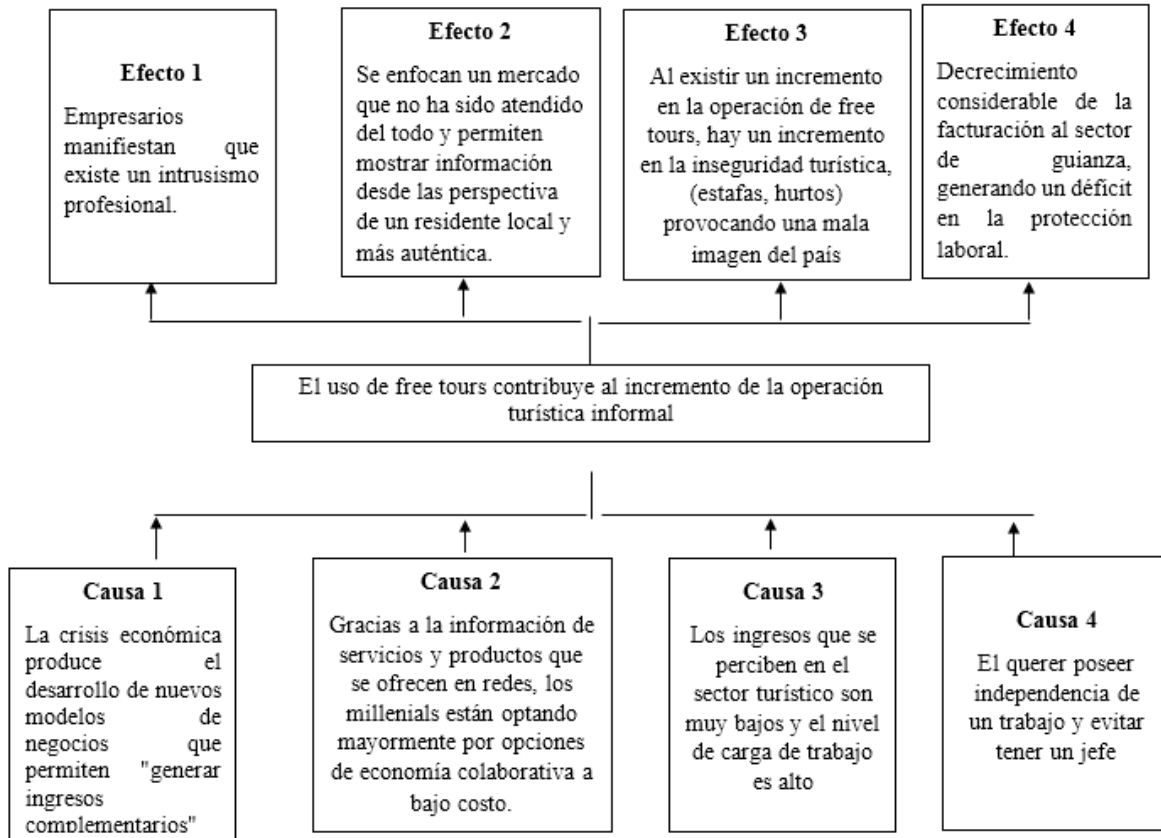 Efecto 1
Empresarios
manifiestan que
existe un intrusismo
profesional.
Efecto 2
Se enfocan un mercado
que no ha sido atendido
del todo y permiten
mostrar información
desde las perspectiva
de un residente local y
más auténtica.
Efecto 3
Al existir un incremento
en la operación de free
tours, hay un incremento
en la inseguridad turística,
(estafas, hurtos)
provocando una mala
imagen del país
Efecto 4
Decrecimiento
considerable de la
facturación al sector
de guianza,
generando un déficit
en la protección
laboral.
El uso de free tours contribuye al incremento de la operación
turística informal
Causa 1
La crisis económica
produce el
desarrollo de nuevos
modelos de
negocios que
permiten "generar
ingresos
complementarios"
Causa 2
Gracias a la información de
servicios y productos que
se ofrecen en redes, los
millenials están optando
mayormente por opciones
de economía colaborativa a
bajo costo.
Causa 3
Los ingresos que se
perciben en el
sector turístico son
muy bajos y el nivel
de carga de trabajo
es alto
Causa 4
El querer poseer
independencia de
un trabajo y evitar
tener un jefe